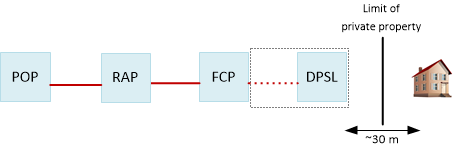 Limit of
private property
POP
RAP
FCP
DPSL
~30 m